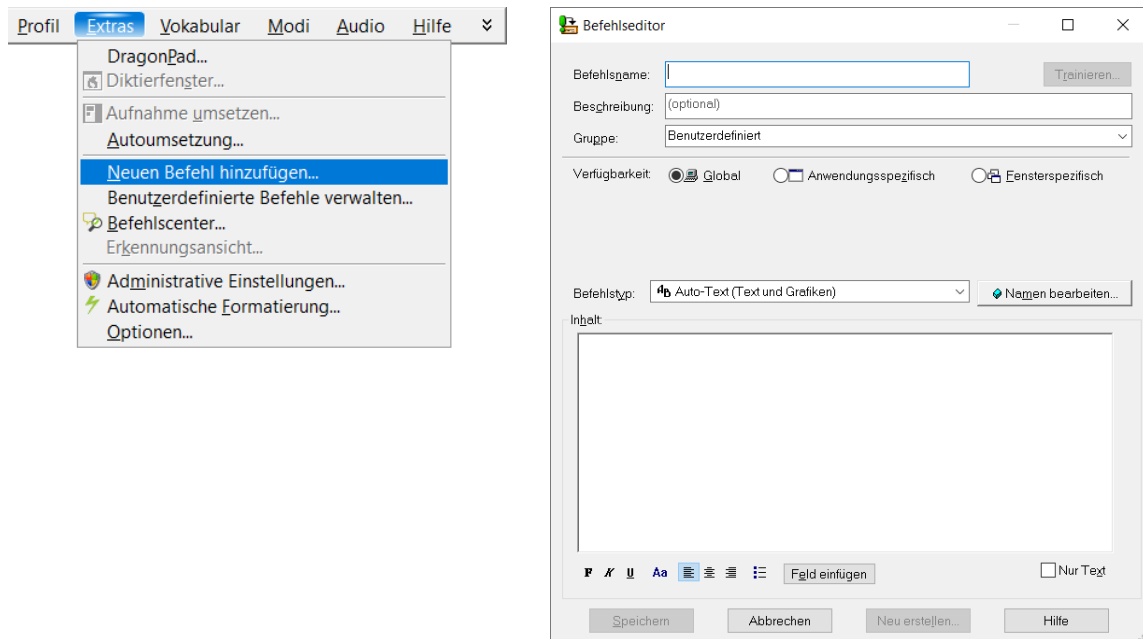 Profil Extras Vokabular Modi Audio Hilfe
DragonPad...
Diktierfenster...
Aufnahme umsetzen...
Autoumsetzung...
Neuen Befehl hinzufügen...
Benutzerdefinierte Befehle verwalten...
Befehlscenter...
Erkennungsansicht...
Administrative Einstellungen...
Automatische Formatierung...
Optionen...
Befehlseditor
Befehlsname: Trainieren...
Beschreibung: (optional)
Gruppe: Benutzerdefiniert
Verfügbarkeit: Global Anwendungsspezifisch Fensterspezifisch
Befehlstyp: AB Auto-Text (Text und Grafiken) Namen bearbeiten...
Inhalt:
F K U Aa Feld einfügen Nur Text
Speichern Abbrechen Neu erstellen... Hilfe